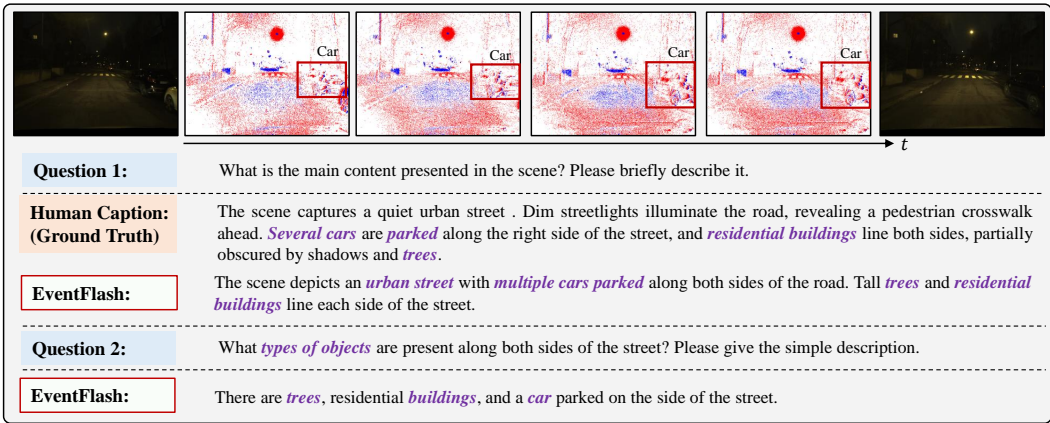 Car
Car
Car
Car
t
Question 1:
What is the main content presented in the scene? Please briefly describe it.
Human Caption:
(Ground Truth)
The scene captures a quiet urban street . Dim streetlights illuminate the road, revealing a pedestrian crosswalk
ahead. Several cars are parked along the right side of the street, and residential buildings line both sides, partially
obscured by shadows and trees.
EventFlash:
The scene depicts an urban street with multiple cars parked along both sides of the road. Tall trees and residential
buildings line each side of the street.
Question 2:
What types of objects are present along both sides of the street? Please give the simple description.
EventFlash:
There are trees, residential buildings, and a car parked on the side of the street.